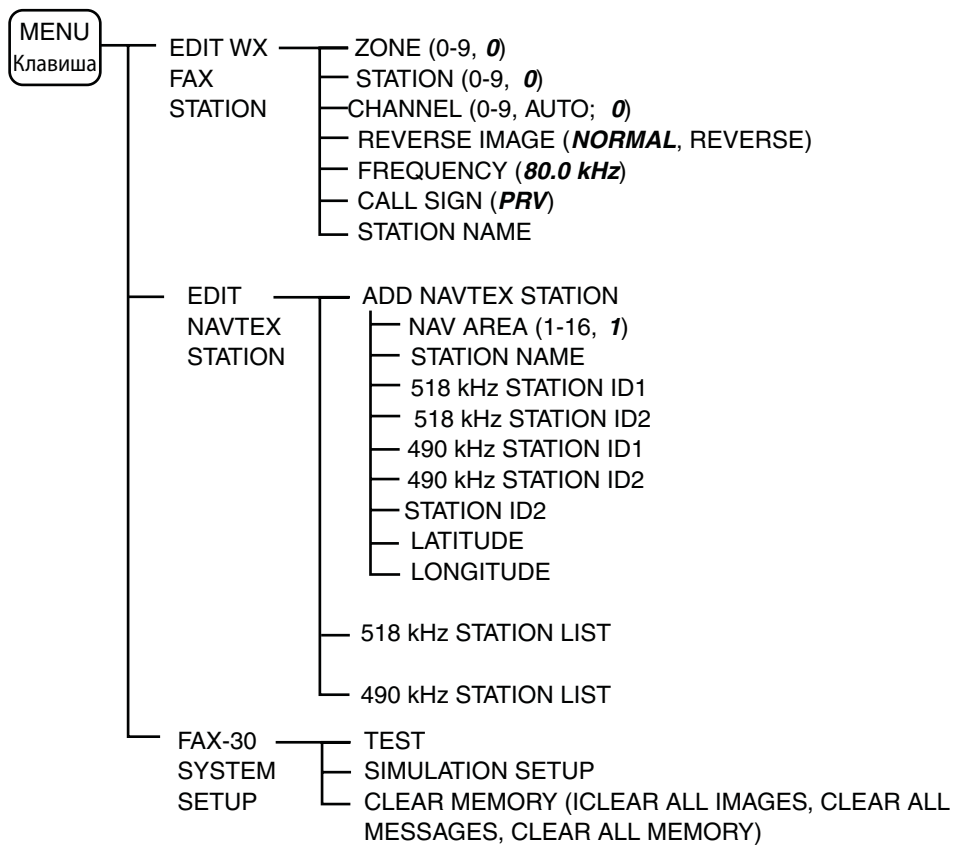 MENU
Клавиша
EDIT WX
FAX
STATION
ZONE (0-9, 0)
STATION (0-9, 0)
CHANNEL (0-9, AUTO; 0)
REVERSE IMAGE (NORMAL, REVERSE)
FREQUENCY (80.0 kHz)
CALL SIGN (PRV)
STATION NAME
EDIT
NAVTEX
STATION
ADD NAVTEX STATION
NAV AREA (1-16, 1)
STATION NAME
518 kHz STATION ID1
518 kHz STATION ID2
490 kHz STATION ID1
490 kHz STATION ID2
STATION ID2
LATITUDE
LONGITUDE
518 kHz STATION LIST
490 kHz STATION LIST
FAX-30
SYSTEM
SETUP
TEST
SIMULATION SETUP
CLEAR MEMORY (ICLEAR ALL IMAGES, CLEAR ALL
MESSAGES, CLEAR ALL MEMORY)